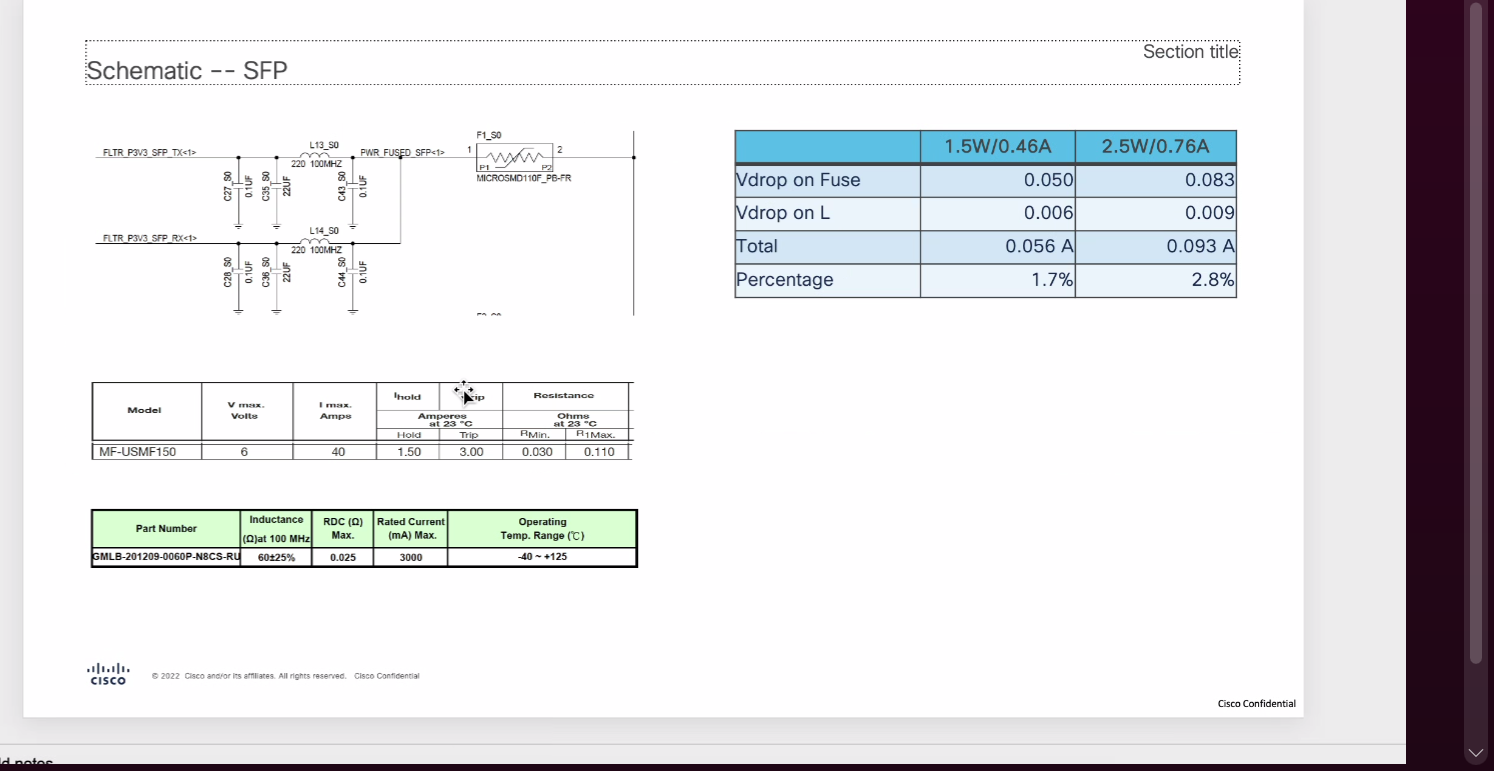 Section title
Schematic -- SFP
F1_S0
L13_S0
FLTR_P3V3_SFP_TX<1>
PWR_FUSED_SFP<1>
1
2
220 100MHZ
P1
P2
MICROSMD110F_PB-FR
C27_S0
0.1UF
C35_S0
22UF
C43_S0
0.1UF
L14_S0
FLTR_P3V3_SFP_RX<1>
220 100MHZ
C28_S0
0.1UF
C36_S0
22UF
C44_S0
0.1UF
1.5W/0.46A 2.5W/0.76A
Vdrop on Fuse 0.050 0.083
Vdrop on L 0.006 0.009
Total 0.056 A 0.093 A
Percentage 1.7% 2.8%
Model
V max.
Volts
I max.
Amps
Ihold
Resistance
Amperes
at 23 °C
Ohms
at 23 °C
Hold Trip RMin. R1Max.
MF-USMF150 6 40 1.50 3.00 0.030 0.110
Part Number
Inductance
(Ω)at 100 MHz
RDC (Ω)
Max.
Rated Current
(mA) Max.
Operating
Temp. Range (℃)
GMLB-201209-0060P-N8CS-RU 60±25% 0.025 3000 -40 ~ +125
CISCO
© 2022 Cisco and/or its affiliates. All rights reserved. Cisco Confidential
Cisco Confidential